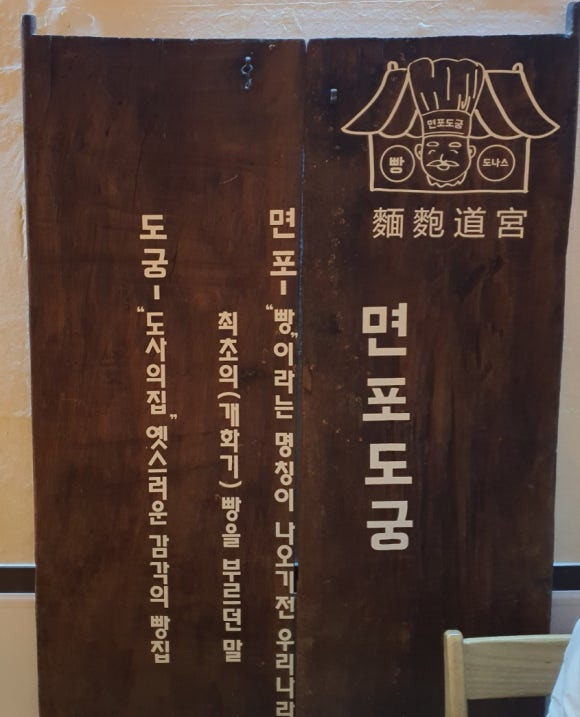 면포도궁
빵
도나스
麵麭道宮
면포도궁
면포- "빵"이라는 명칭이 나오기전 우리나라
최초의(개화기) 빵을 부르던 말
도궁- "도사의집" 옛스러운 감각의 빵집